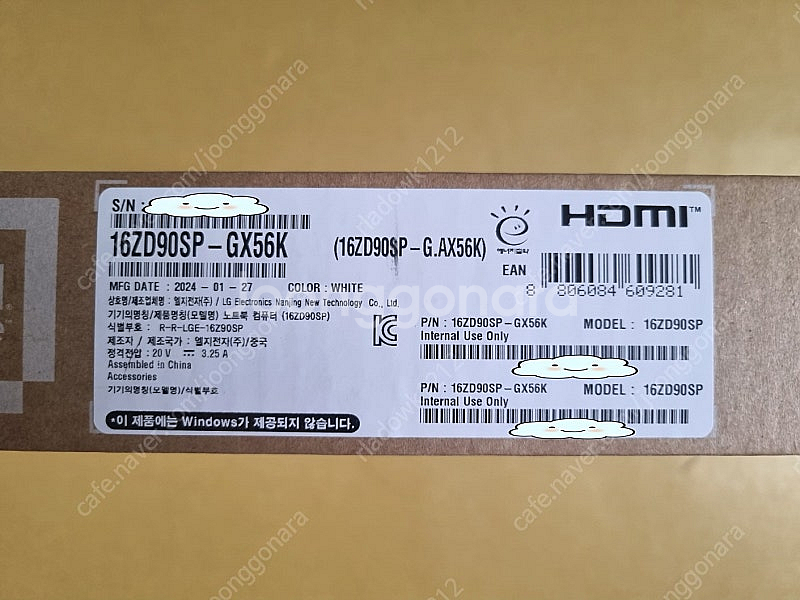 S/N :
16ZD90SP-GX56K
(16ZD90SP-G.AX56K)
에너지절약
HDMI™
EAN
8 806084 609281
MFG DATE : 2024 - 01 - 27 COLOR : WHITE
상호명/제조업체명 : 엘지전자(주) / LG Electronics Nanjing New Technology Co., Ltd.
기기의명칭/제품명칭(모델명) 노트북 컴퓨터 (16ZD90SP)
식별부호 : R-R-LGE-16Z90SP
제조자 / 제조국가 : 엘지전자(주)/중국
정격전압 : 20 V ⎓ 3.25 A
Assembled in China
Accessories
기기의명칭(모델명)/식별부호
*이 제품에는 Windows가 제공되지 않습니다.
P/N : 16ZD90SP-GX56K MODEL : 16ZD90SP
Internal Use Only
P/N : 16ZD90SP-GX56K MODEL : 16ZD90SP
Internal Use Only
joonggonara
rladowk1212